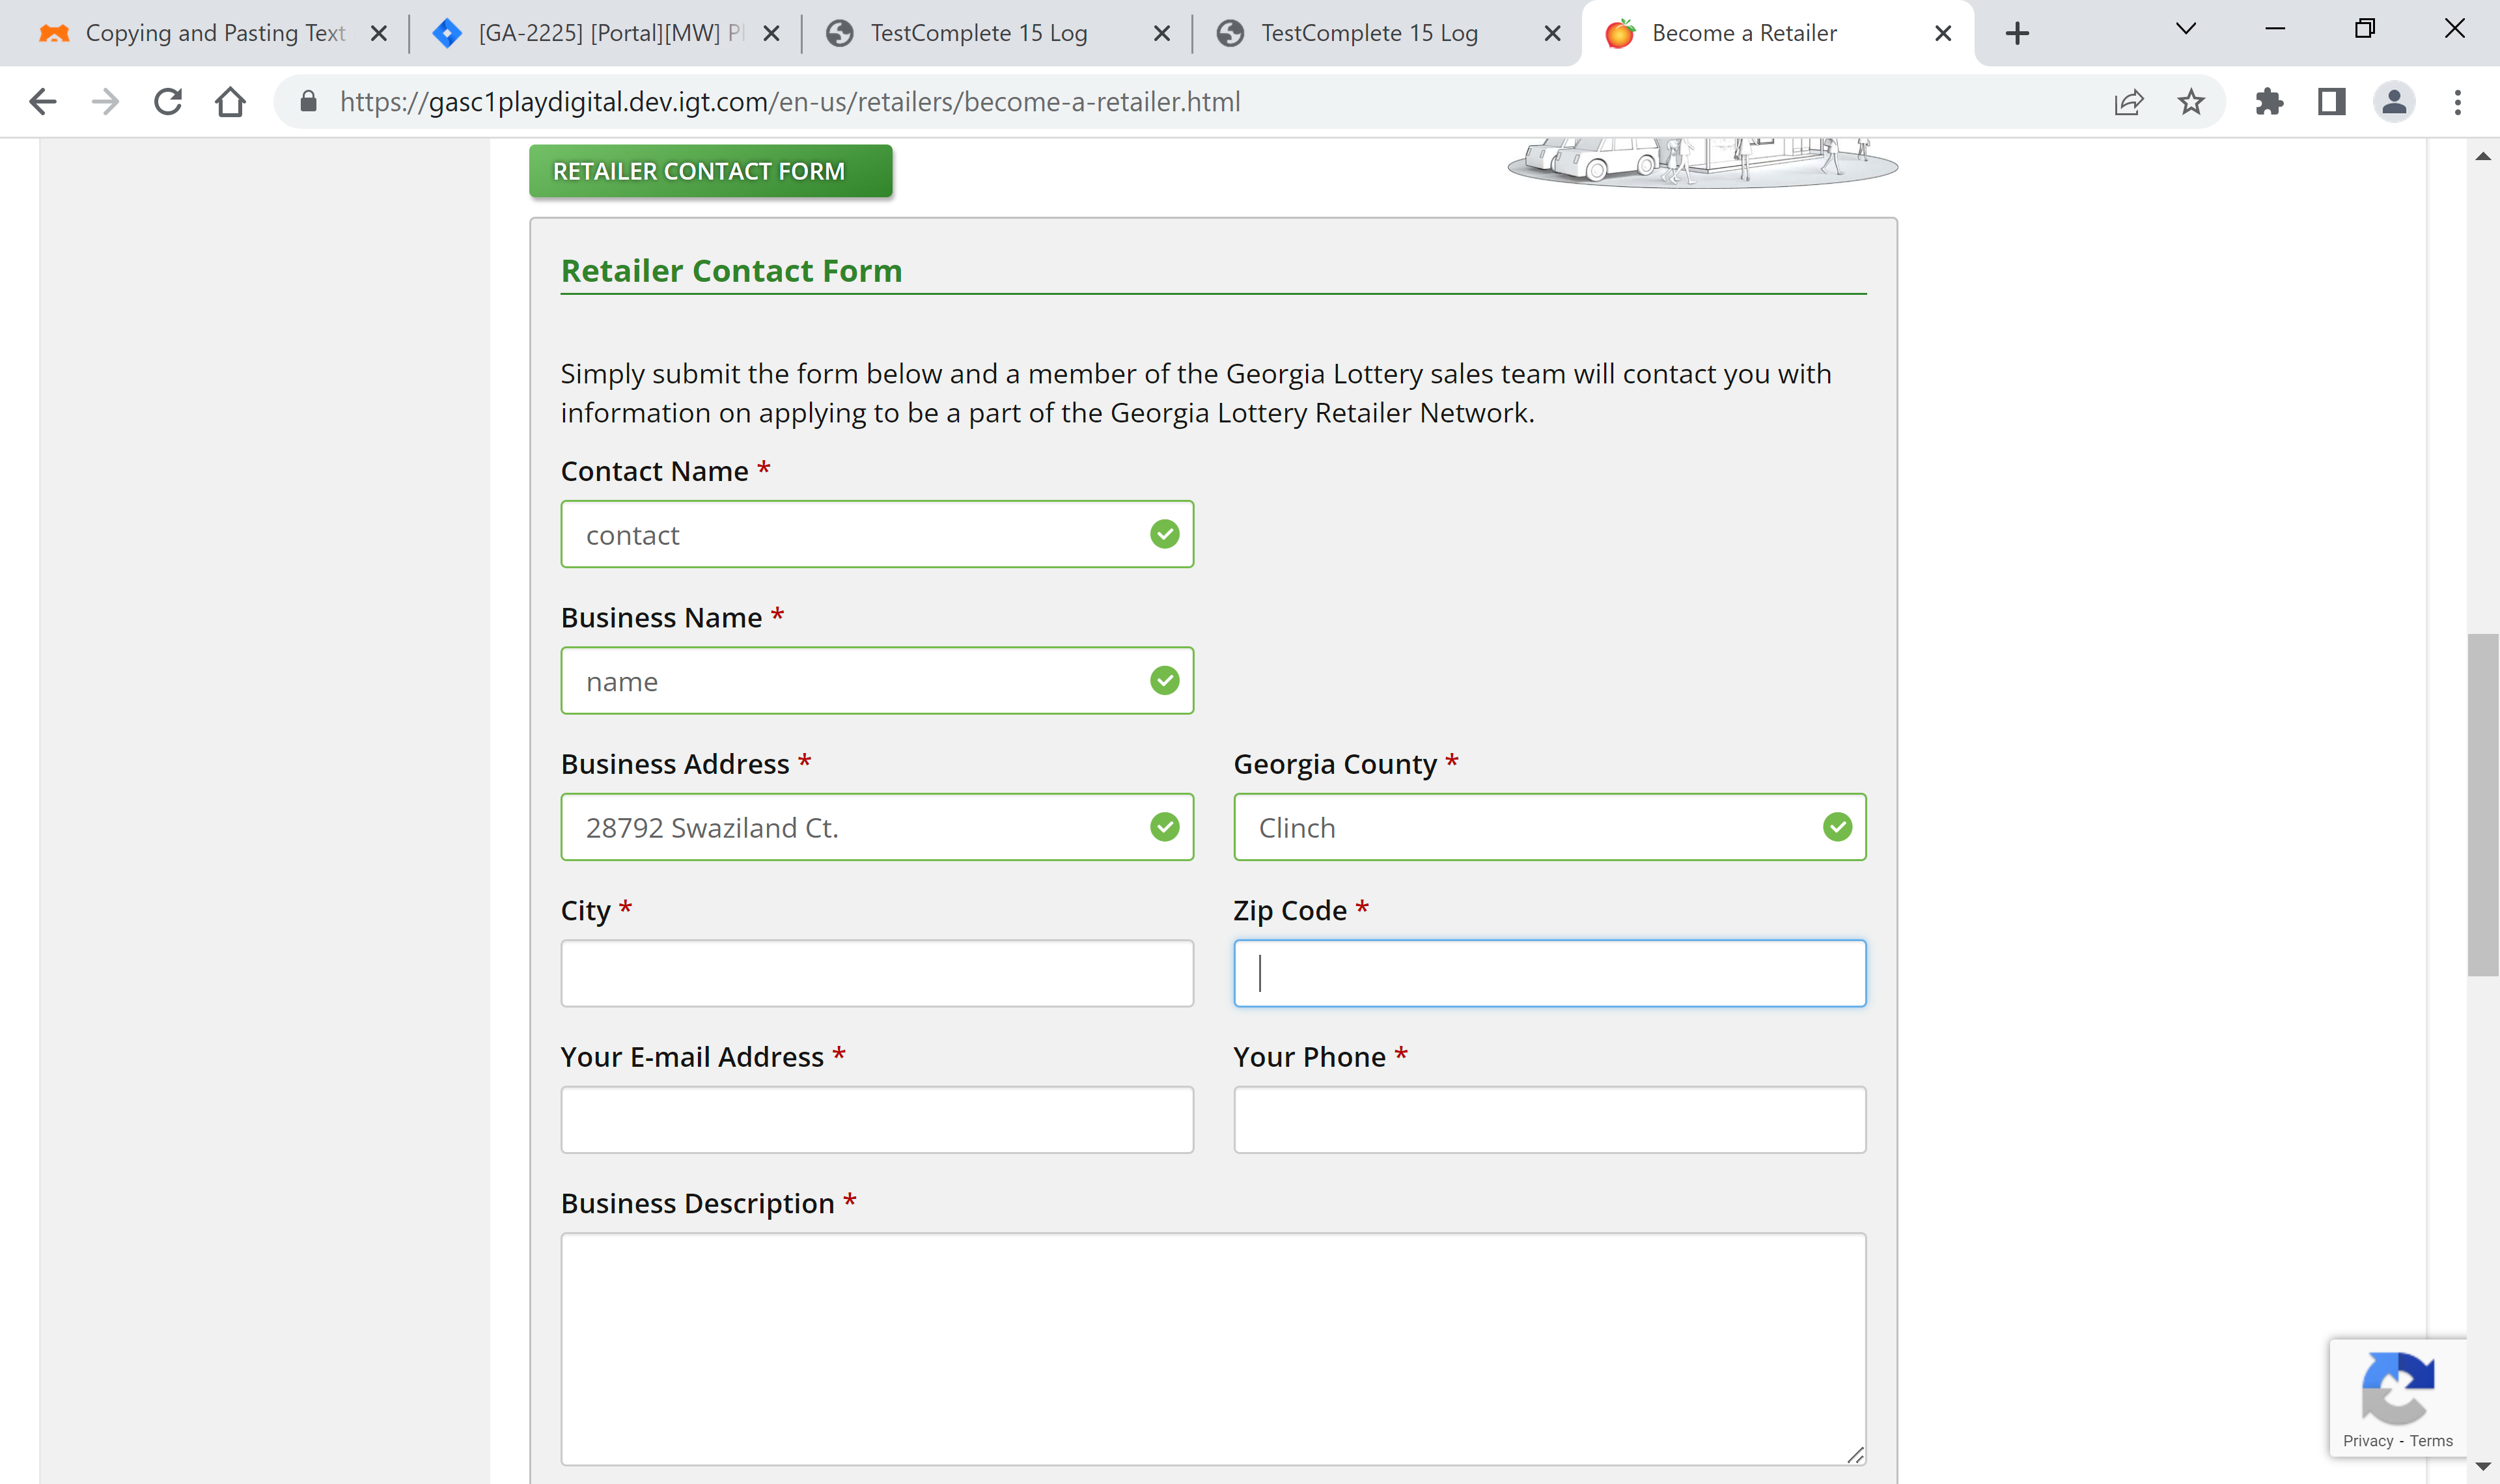 Copying and Pasting Text
[GA-2225] [Portal][MW] Pl
TestComplete 15 Log
TestComplete 15 Log
Become a Retailer
https://gasc1playdigital.dev.igt.com/en-us/retailers/become-a-retailer.html
RETAILER CONTACT FORM
Retailer Contact Form
Simply submit the form below and a member of the Georgia Lottery sales team will contact you with
information on applying to be a part of the Georgia Lottery Retailer Network.
Contact Name *
contact
Business Name *
name
Business Address *
Georgia County *
28792 Swaziland Ct.
Clinch
City *
Zip Code *
Your E-mail Address *
Your Phone *
Business Description *
Privacy - Terms